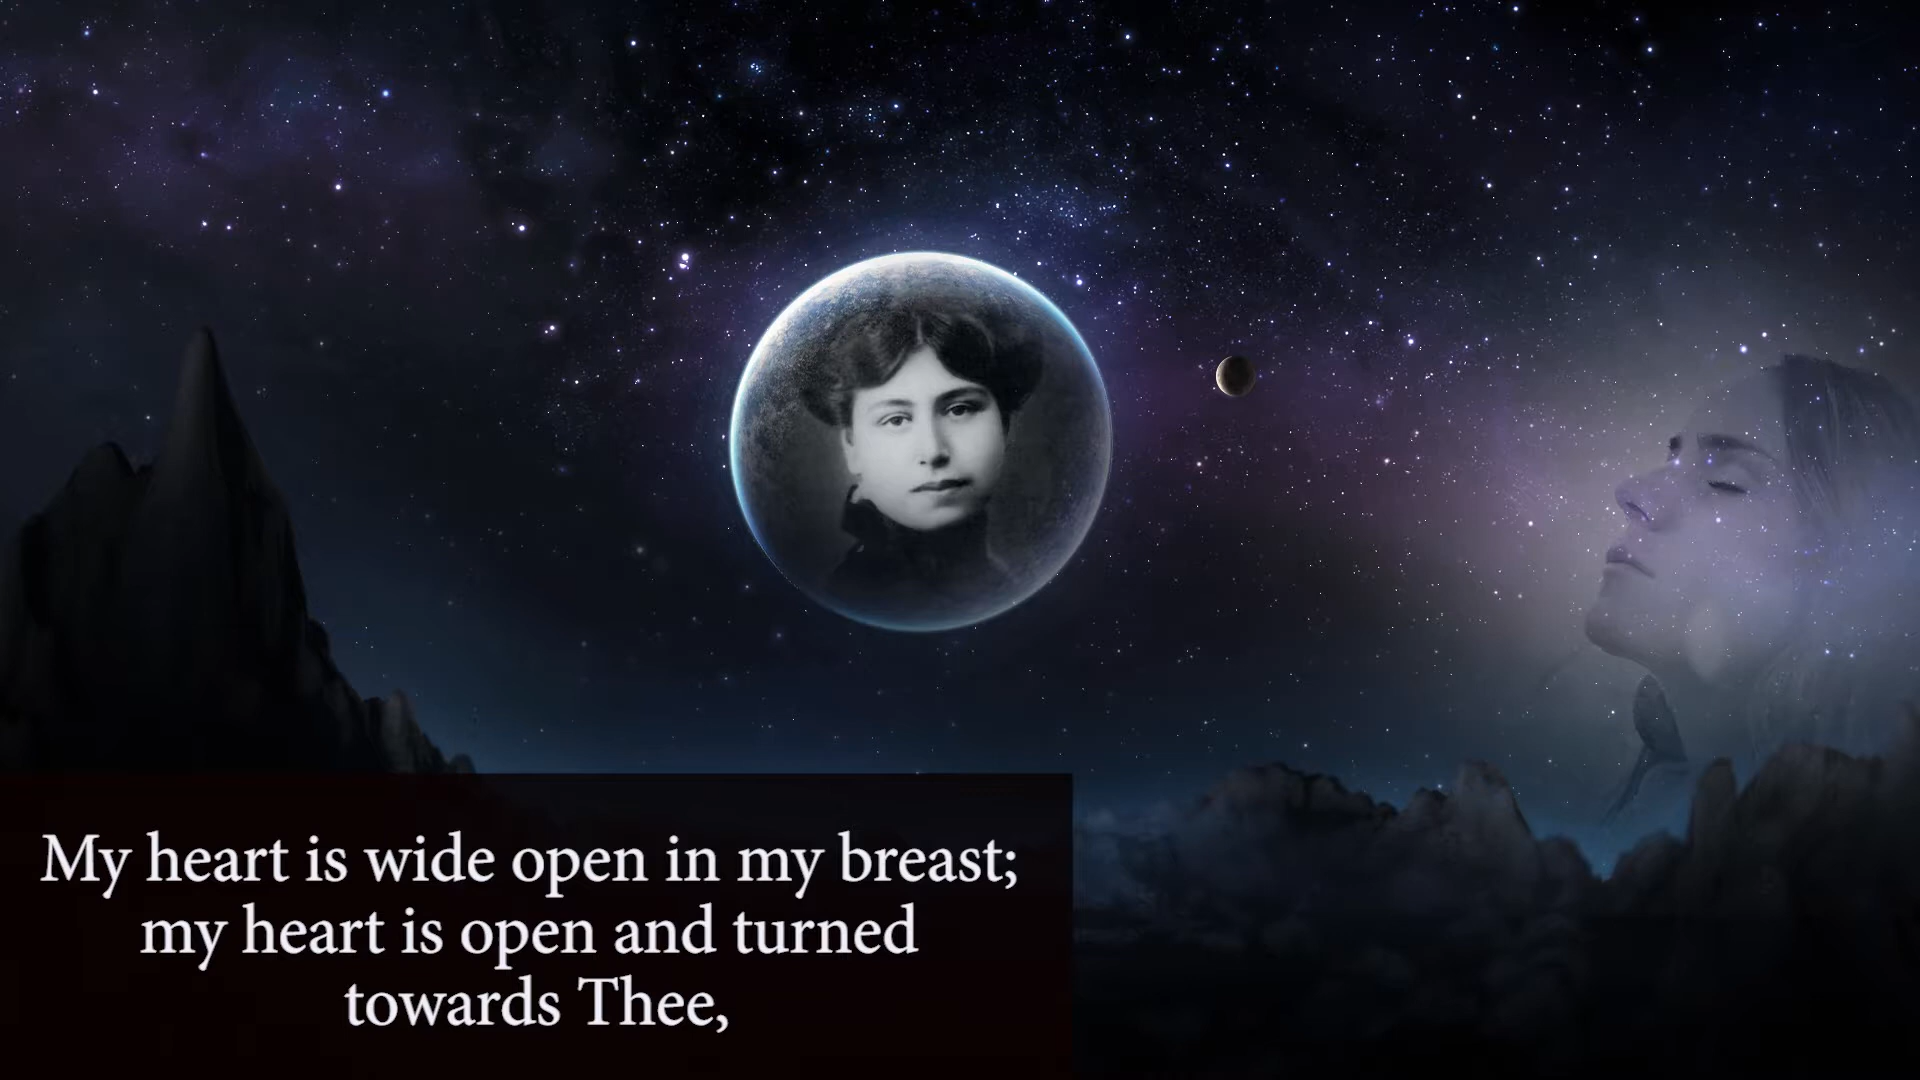 My heart is wide open in my breast;
my heart is open and turned
towards Thee,